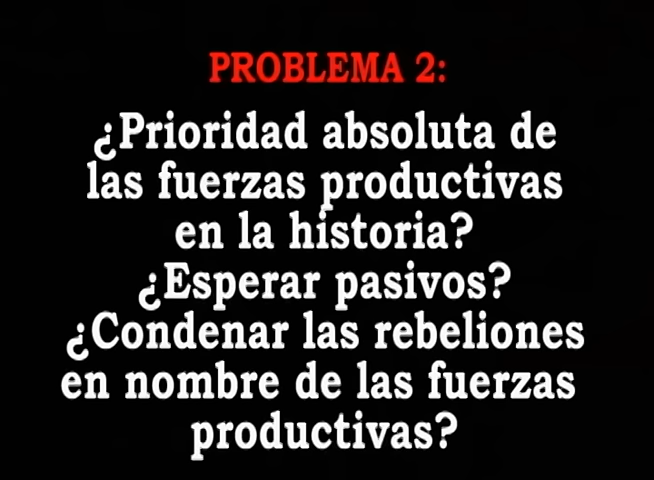 PROBLEMA 2:
¿Prioridad absoluta de
las fuerzas productivas
en la historia?
¿Esperar pasivos?
¿Condenar las rebeliones
en nombre de las fuerzas
productivas?